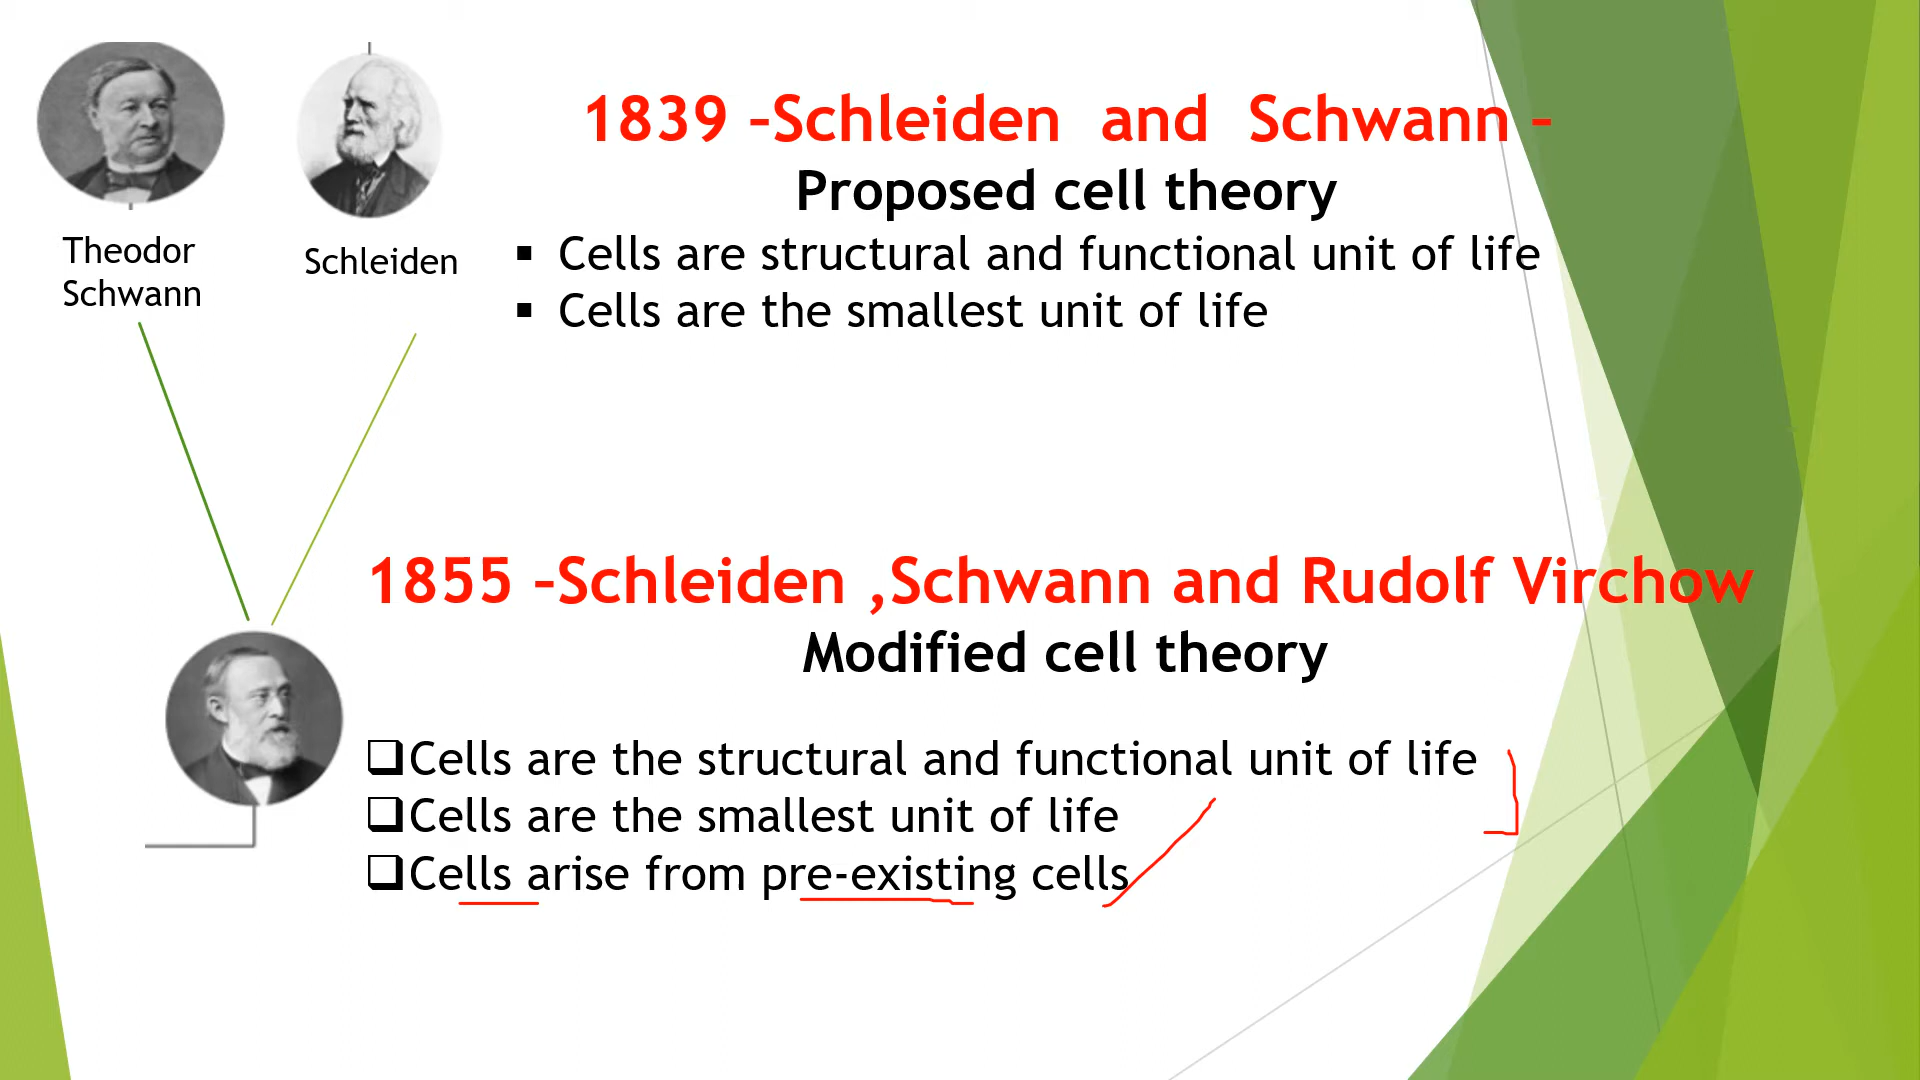 Theodor
Schwann
Schleiden
1839 –Schleiden and Schwann –
Proposed cell theory
▪ Cells are structural and functional unit of life
▪ Cells are the smallest unit of life
1855 –Schleiden ,Schwann and Rudolf Virchow
Modified cell theory
❑Cells are the structural and functional unit of life
❑Cells are the smallest unit of life
❑Cells arise from pre-existing cells